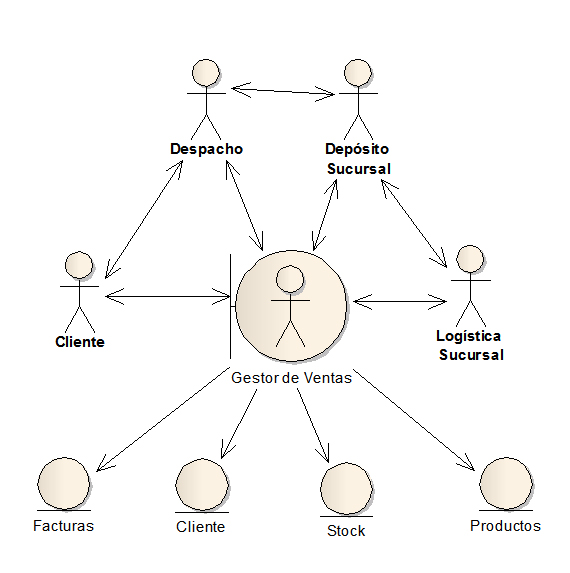 Despacho
Depósito
Sucursal
Cliente
Logística
Sucursal
Gestor de Ventas
Facturas
Cliente
Stock
Productos